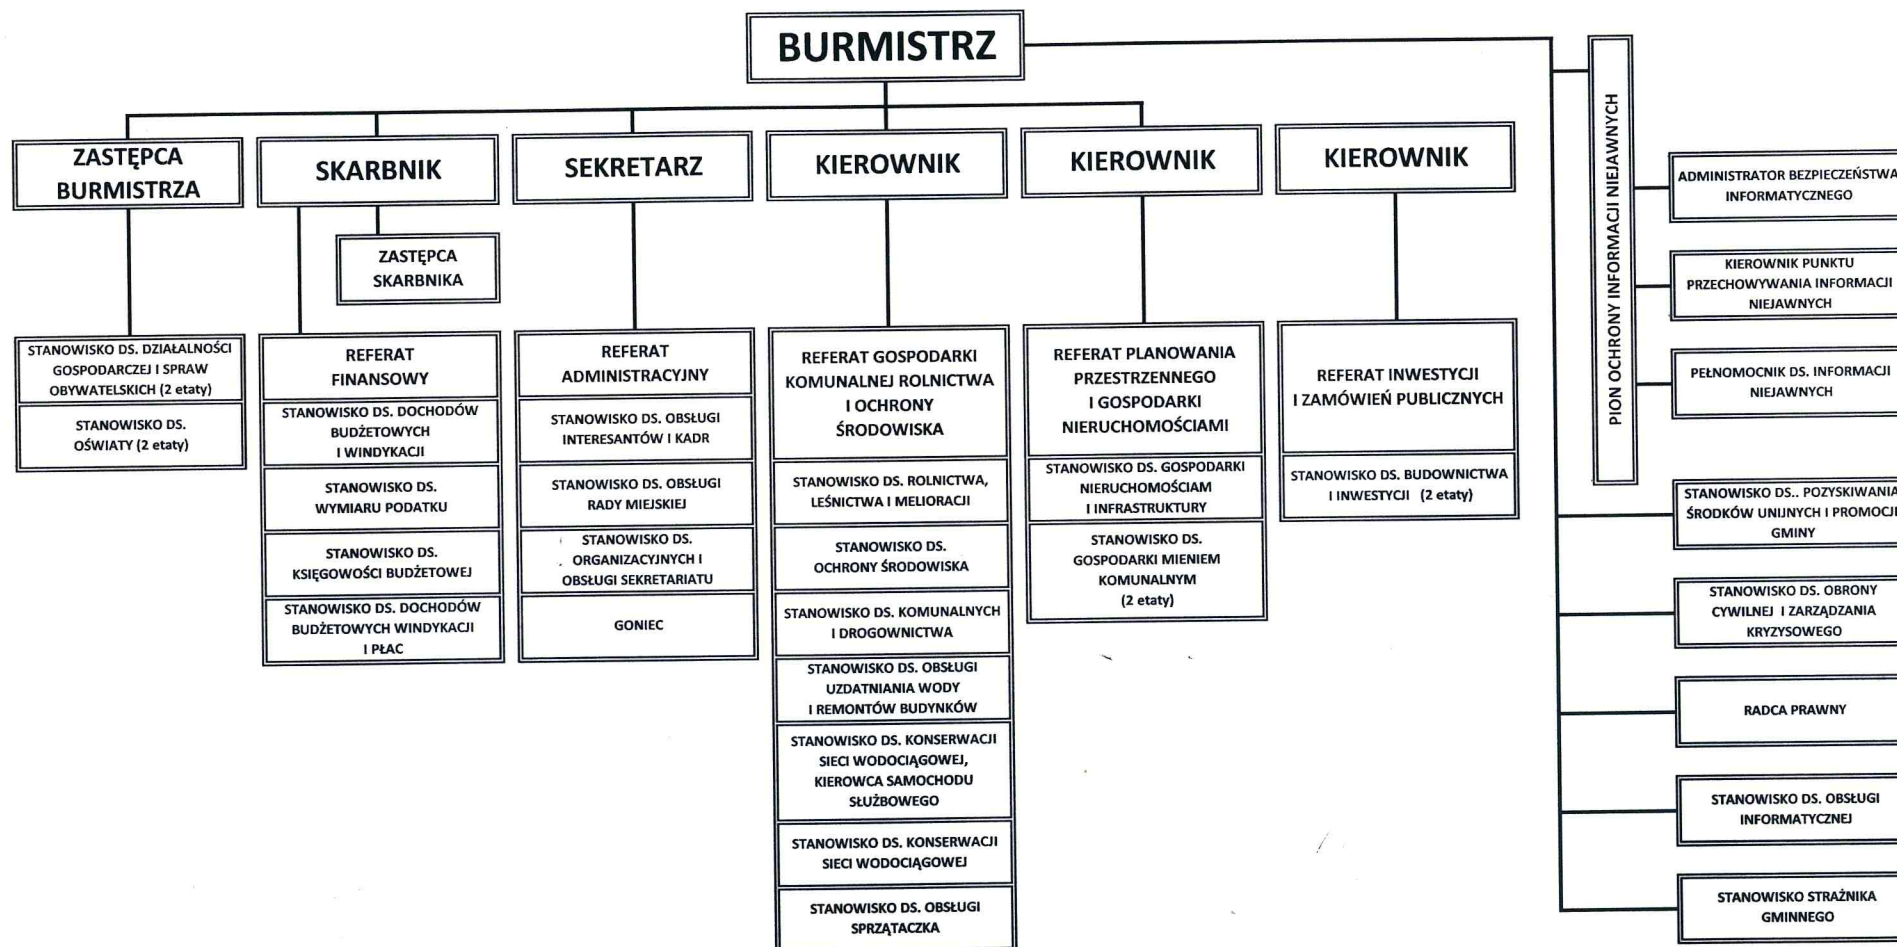 BURMISTRZ
ZASTĘPCA
BURMISTRZA
SKARBNIK
SEKRETARZ
KIEROWNIK
KIEROWNIK
KIEROWNIK
ZASTĘPCA
SKARBNIKA
STANOWISKO DS. DZIAŁALNOŚCI
GOSPODARCZEJ I SPRAW
OBYWATELSKICH (2 etaty)
STANOWISKO DS.
OŚWIATY (2 etaty)
REFERAT
FINANSOWY
STANOWISKO DS. DOCHODÓW
BUDŻETOWYCH
I WINDYKACJI
STANOWISKO DS.
WYMIARU PODATKU
STANOWISKO DS.
KSIĘGOWOŚCI BUDŻETOWEJ
STANOWISKO DS. DOCHODÓW
BUDŻETOWYCH WINDYKACJI
I PŁAC
REFERAT
ADMINISTRACYJNY
STANOWISKO DS. OBSŁUGI
INTERESANTÓW I KADR
STANOWISKO DS. OBSŁUGI
RADY MIEJSKIEJ
STANOWISKO DS.
ORGANIZACYJNYCH I
OBSŁUGI SEKRETARIATU
GONIEC
REFERAT GOSPODARKI
KOMUNALNEJ ROLNICTWA
I OCHRONY
ŚRODOWISKA
STANOWISKO DS. ROLNICTWA,
LEŚNICTWA I MELIORACJI
STANOWISKO DS.
OCHRONY ŚRODOWISKA
STANOWISKO DS. KOMUNALNYCH
I DROGOWNICTWA
STANOWISKO DS. OBSŁUGI
UZDATNIANIA WODY
I REMONTÓW BUDYNKÓW
STANOWISKO DS. KONSERWACJI
SIECI WODOCIĄGOWEJ,
KIEROWCA SAMOCHODU
SŁUŻBOWEGO
STANOWISKO DS. KONSERWACJI
SIECI WODOCIĄGOWEJ
STANOWISKO DS. OBSŁUGI
SPRZĄTACZKA
REFERAT PLANOWANIA
PRZESTRZENNEGO
I GOSPODARKI
NIERUCHOMOŚCIAMI
STANOWISKO DS. GOSPODARKI
NIERUCHOMOŚCIAM
I INFRASTRUKTURY
STANOWISKO DS.
GOSPODARKI MIENIEM
KOMUNALNYM
(2 etaty)
REFERAT INWESTYCJI
I ZAMÓWIEŃ PUBLICZNYCH
STANOWISKO DS. BUDOWNICTWA
I INWESTYCJI (2 etaty)
PION OCHRONY INFORMACJI NIEJAWNYCH
ADMINISTRATOR BEZPIECZEŃSTWA
INFORMATYCZNEGO
KIEROWNIK PUNKTU
PRZECHOWYWANIA INFORMACJI
NIEJAWNYCH
PEŁNOMOCNIK DS. INFORMACJI
NIEJAWNYCH
STANOWISKO DS.. POZYSKIWANIA
ŚRODKÓW UNIJNYCH I PROMOCJI
GMINY
STANOWISKO DS. OBRONY
CYWILNEJ I ZARZĄDZANIA
KRYZYSOWEGO
RADCA PRAWNY
STANOWISKO DS. OBSŁUGI
INFORMATYCZNEJ
STANOWISKO STRAŻNIKA
GMINNEGO